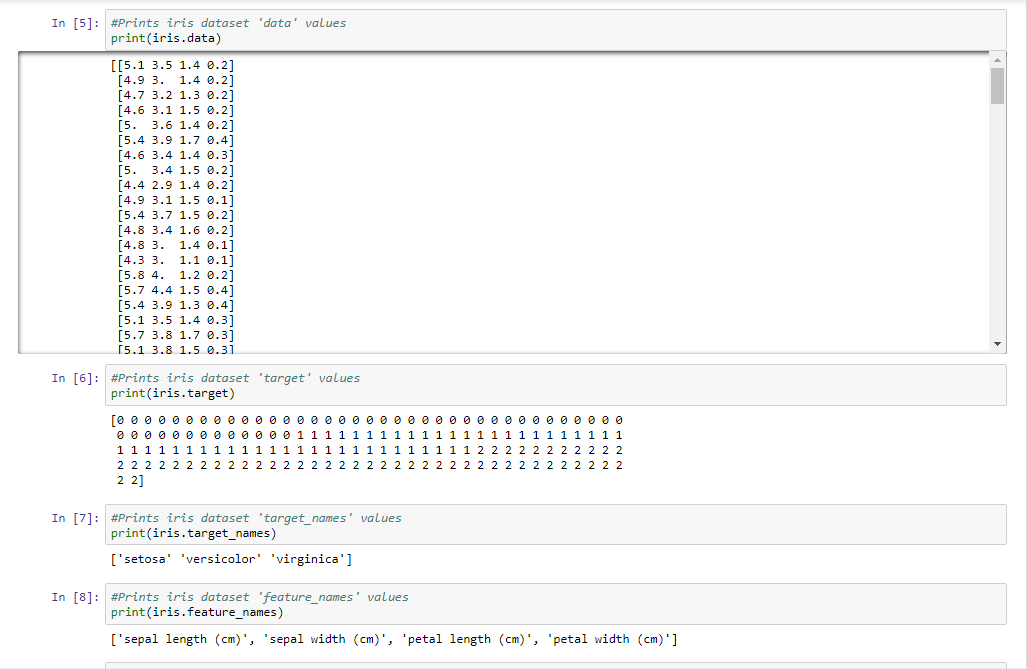 In [5]: #Prints iris dataset 'data' values
print(iris.data)
[[5.1 3.5 1.4 0.2]
[4.9 3.  1.4 0.2]
[4.7 3.2 1.3 0.2]
[4.6 3.1 1.5 0.2]
[5.  3.6 1.4 0.2]
[5.4 3.9 1.7 0.4]
[4.6 3.4 1.4 0.3]
[5.  3.4 1.5 0.2]
[4.4 2.9 1.4 0.2]
[4.9 3.1 1.5 0.1]
[5.4 3.7 1.5 0.2]
[4.8 3.4 1.6 0.2]
[4.8 3.  1.4 0.1]
[4.3 3.  1.1 0.1]
[5.8 4.  1.2 0.2]
[5.7 4.4 1.5 0.4]
[5.4 3.9 1.3 0.4]
[5.1 3.5 1.4 0.3]
[5.7 3.8 1.7 0.3]
[5.1 3.8 1.5 0.3]
In [6]: #Prints iris dataset 'target' values
print(iris.target)
[0 0 0 0 0 0 0 0 0 0 0 0 0 0 0 0 0 0 0 0 0 0 0 0 0 0 0 0 0 0 0 0 0 0 0 0 0
0 0 0 0 0 0 0 0 0 0 0 0 0 1 1 1 1 1 1 1 1 1 1 1 1 1 1 1 1 1 1 1 1 1 1 1 1
1 1 1 1 1 1 1 1 1 1 1 1 1 1 1 1 1 1 1 1 1 1 1 1 1 1 2 2 2 2 2 2 2 2 2 2 2
2 2 2 2 2 2 2 2 2 2 2 2 2 2 2 2 2 2 2 2 2 2 2 2 2 2 2 2 2 2 2 2 2 2 2 2 2
2 2]
In [7]: #Prints iris dataset 'target_names' values
print(iris.target_names)
['setosa' 'versicolor' 'virginica']
In [8]: #Prints iris dataset 'feature_names' values
print(iris.feature_names)
['sepal length (cm)', 'sepal width (cm)', 'petal length (cm)', 'petal width (cm)']